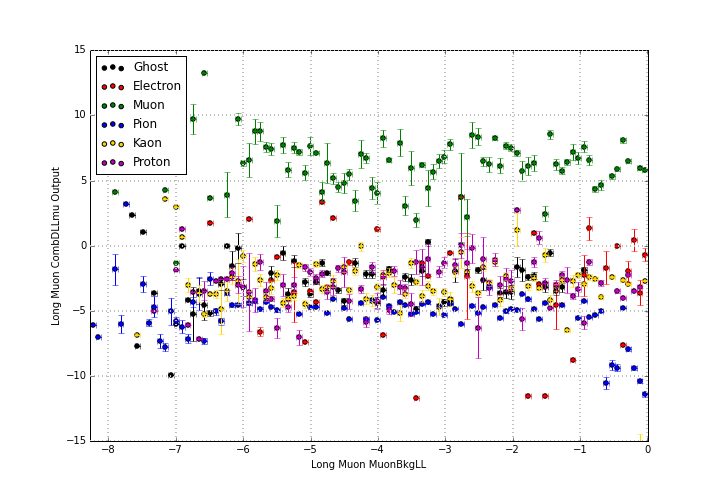 15
10
5
0
−5
−10
−15
Long Muon CombDLLmu Output
Ghost
Electron
Muon
Pion
Kaon
Proton
−8 −7 −6 −5 −4 −3 −2 −1 0
Long Muon MuonBkgLL